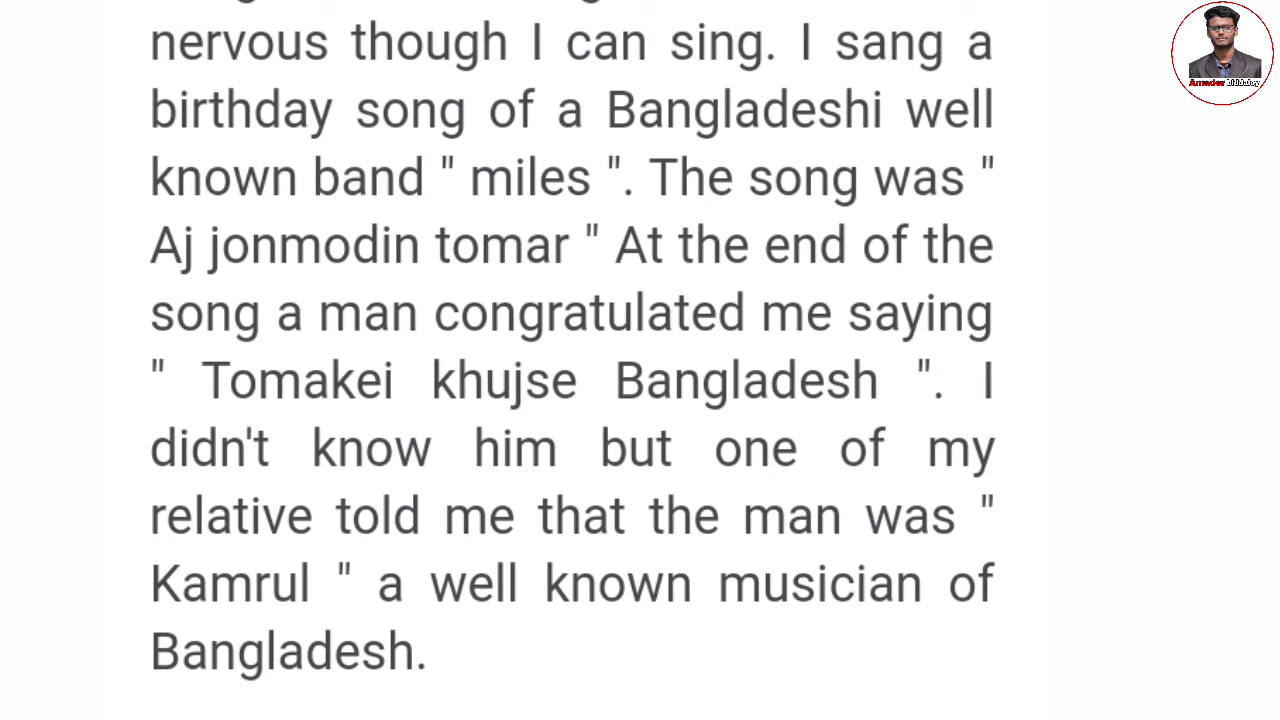 nervous though I can sing. I sang a
birthday song of a Bangladeshi well
known band " miles ". The song was "
Aj jonmodin tomar " At the end of the
song a man congratulated me saying
" Tomakei khujse Bangladesh ". I
didn't know him but one of my
relative told me that the man was "
Kamrul " a well known musician of
Bangladesh.
Amader